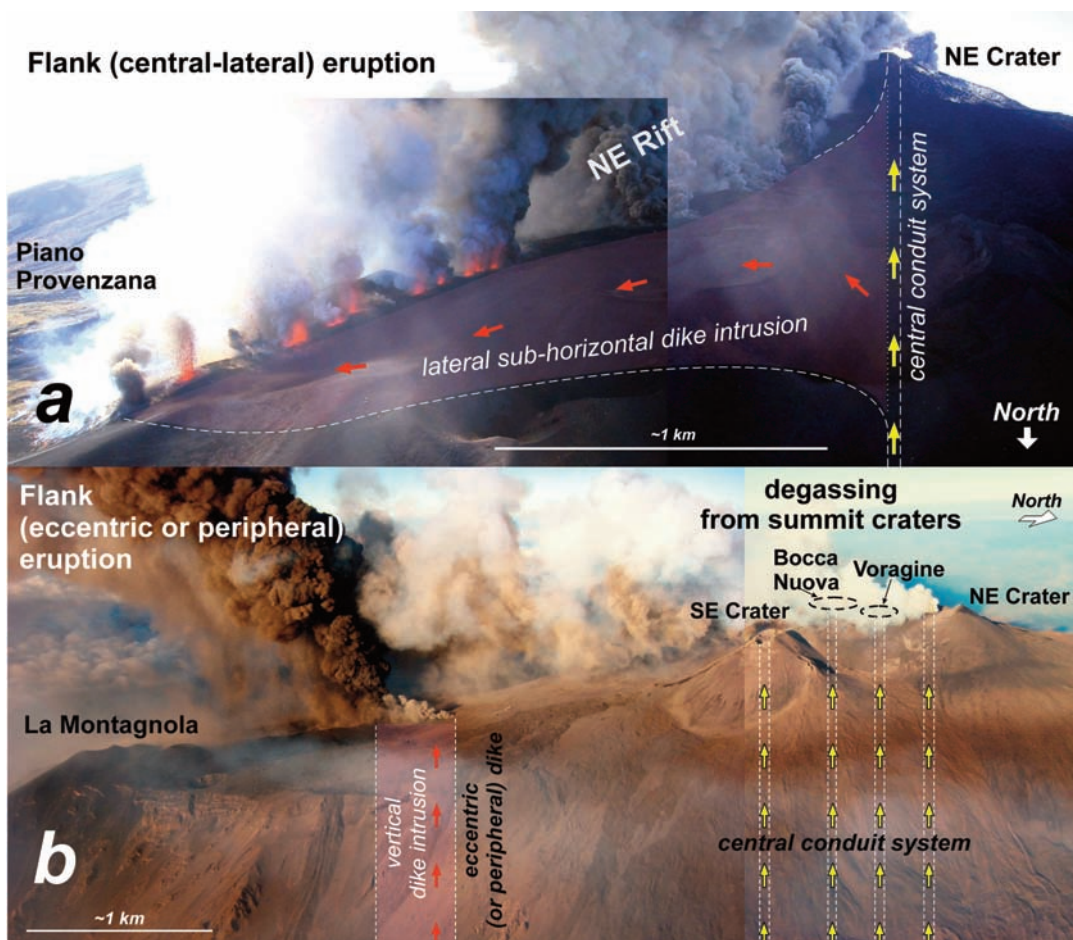 Flank (central-lateral) eruption
NE Crater
NE Rift
Piano
Provenzana
lateral sub-horizontal dike intrusion
central conduit system
a
~1 km
North
Flank
(eccentric or peripheral)
eruption
degassing
from summit craters
North
Bocca
Nuova
Voragine
SE Crater
NE Crater
La Montagnola
vertical
dike intrusion
eccentric
(or peripheral) dike
central conduit system
b
~1 km